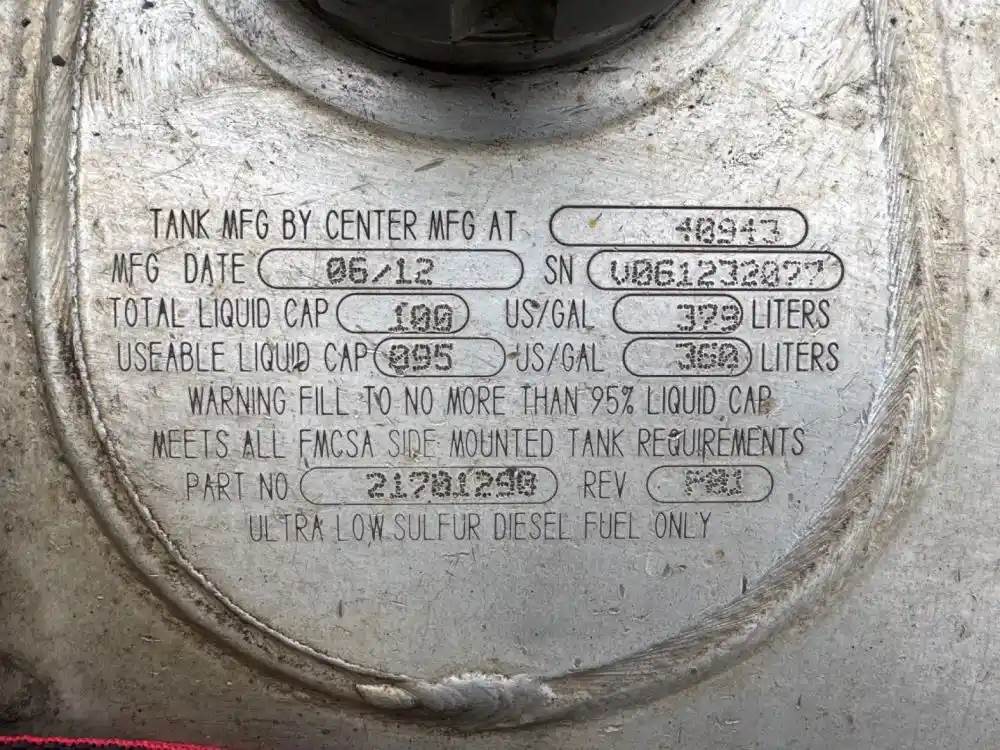 TANK MFG BY CENTER MFG AT 40943
MFG DATE 06/12 SN V061232077
TOTAL LIQUID CAP 100 US/GAL 379 LITERS
USEABLE LIQUID CAP 095 US/GAL 360 LITERS
WARNING FILL TO NO MORE THAN 95% LIQUID CAP.
MEETS ALL FMCSA SIDE MOUNTED TANK REQUIREMENTS
PART NO 21701290 REV P01
ULTRA LOW SULFUR DIESEL FUEL ONLY